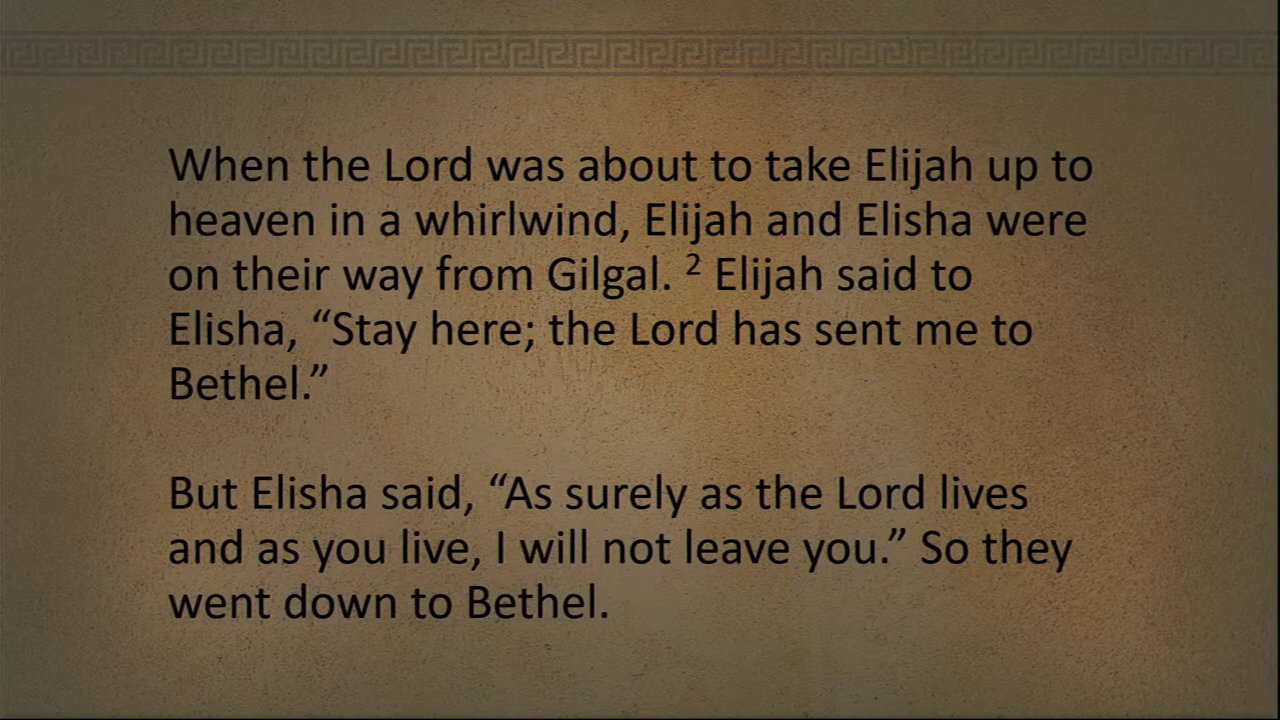 When the Lord was about to take Elijah up to
heaven in a whirlwind, Elijah and Elisha were
on their way from Gilgal. ² Elijah said to
Elisha, “Stay here; the Lord has sent me to
Bethel.”
But Elisha said, “As surely as the Lord lives
and as you live, I will not leave you.” So they
went down to Bethel.